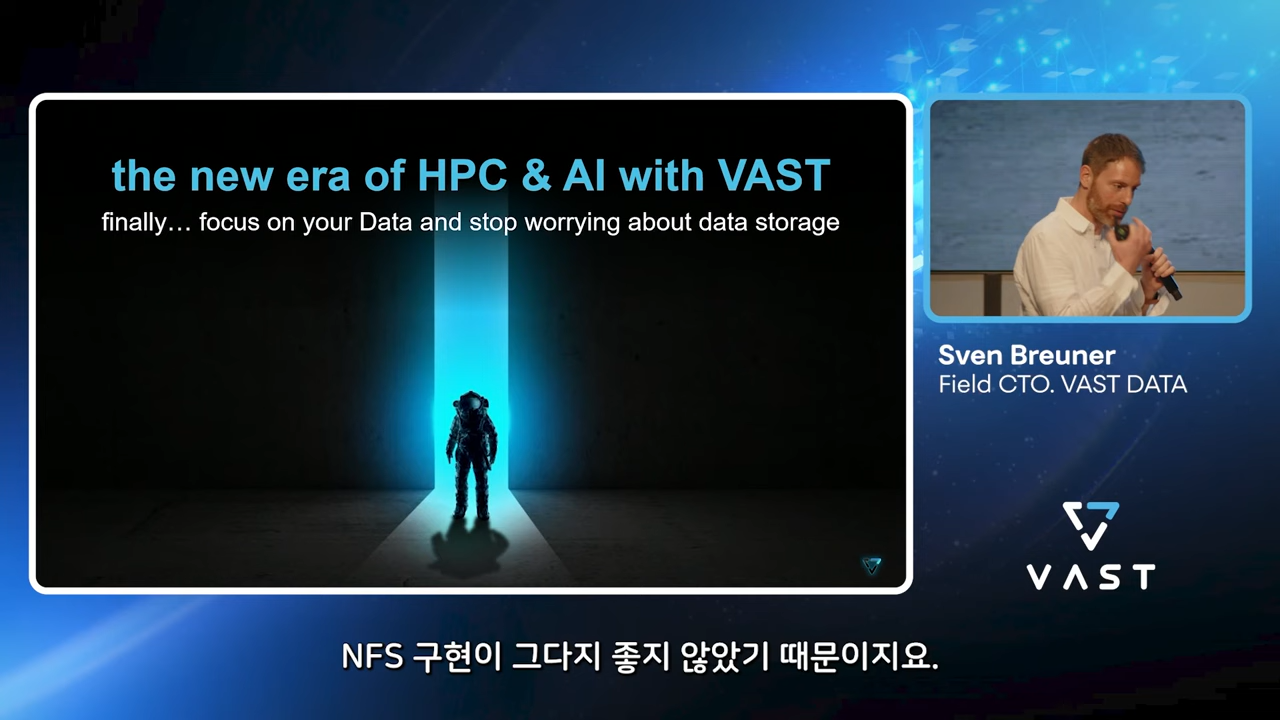 the new era of HPC & AI with VAST
finally… focus on your Data and stop worrying about data storage
Sven Breuner
Field CTO. VAST DATA
VAST
NFS 구현이 그다지 좋지 않았기 때문이지요.